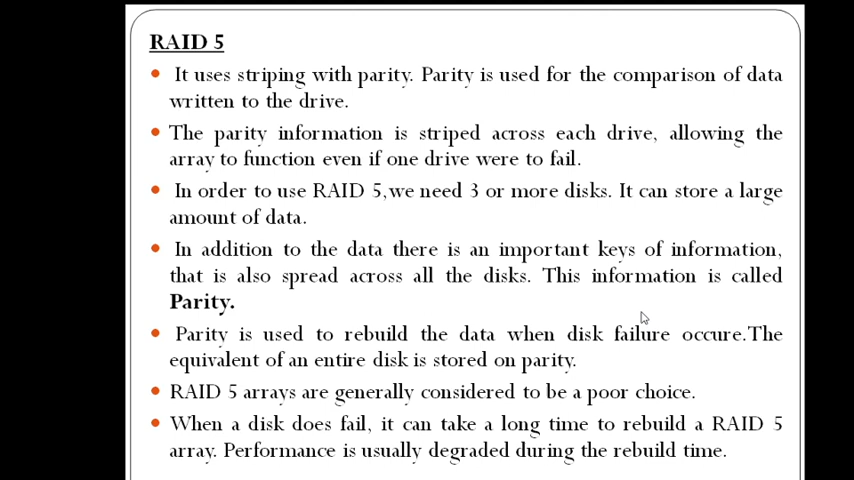 RAID 5
It uses striping with parity. Parity is used for the comparison of data
written to the drive.
The parity information is striped across each drive, allowing the
array to function even if one drive were to fail.
In order to use RAID 5,we need 3 or more disks. It can store a large
amount of data.
In addition to the data there is an important keys of information,
that is also spread across all the disks. This information is called
Parity.
Parity is used to rebuild the data when disk failure occure.The
equivalent of an entire disk is stored on parity.
RAID 5 arrays are generally considered to be a poor choice.
When a disk does fail, it can take a long time to rebuild a RAID 5
array. Performance is usually degraded during the rebuild time.